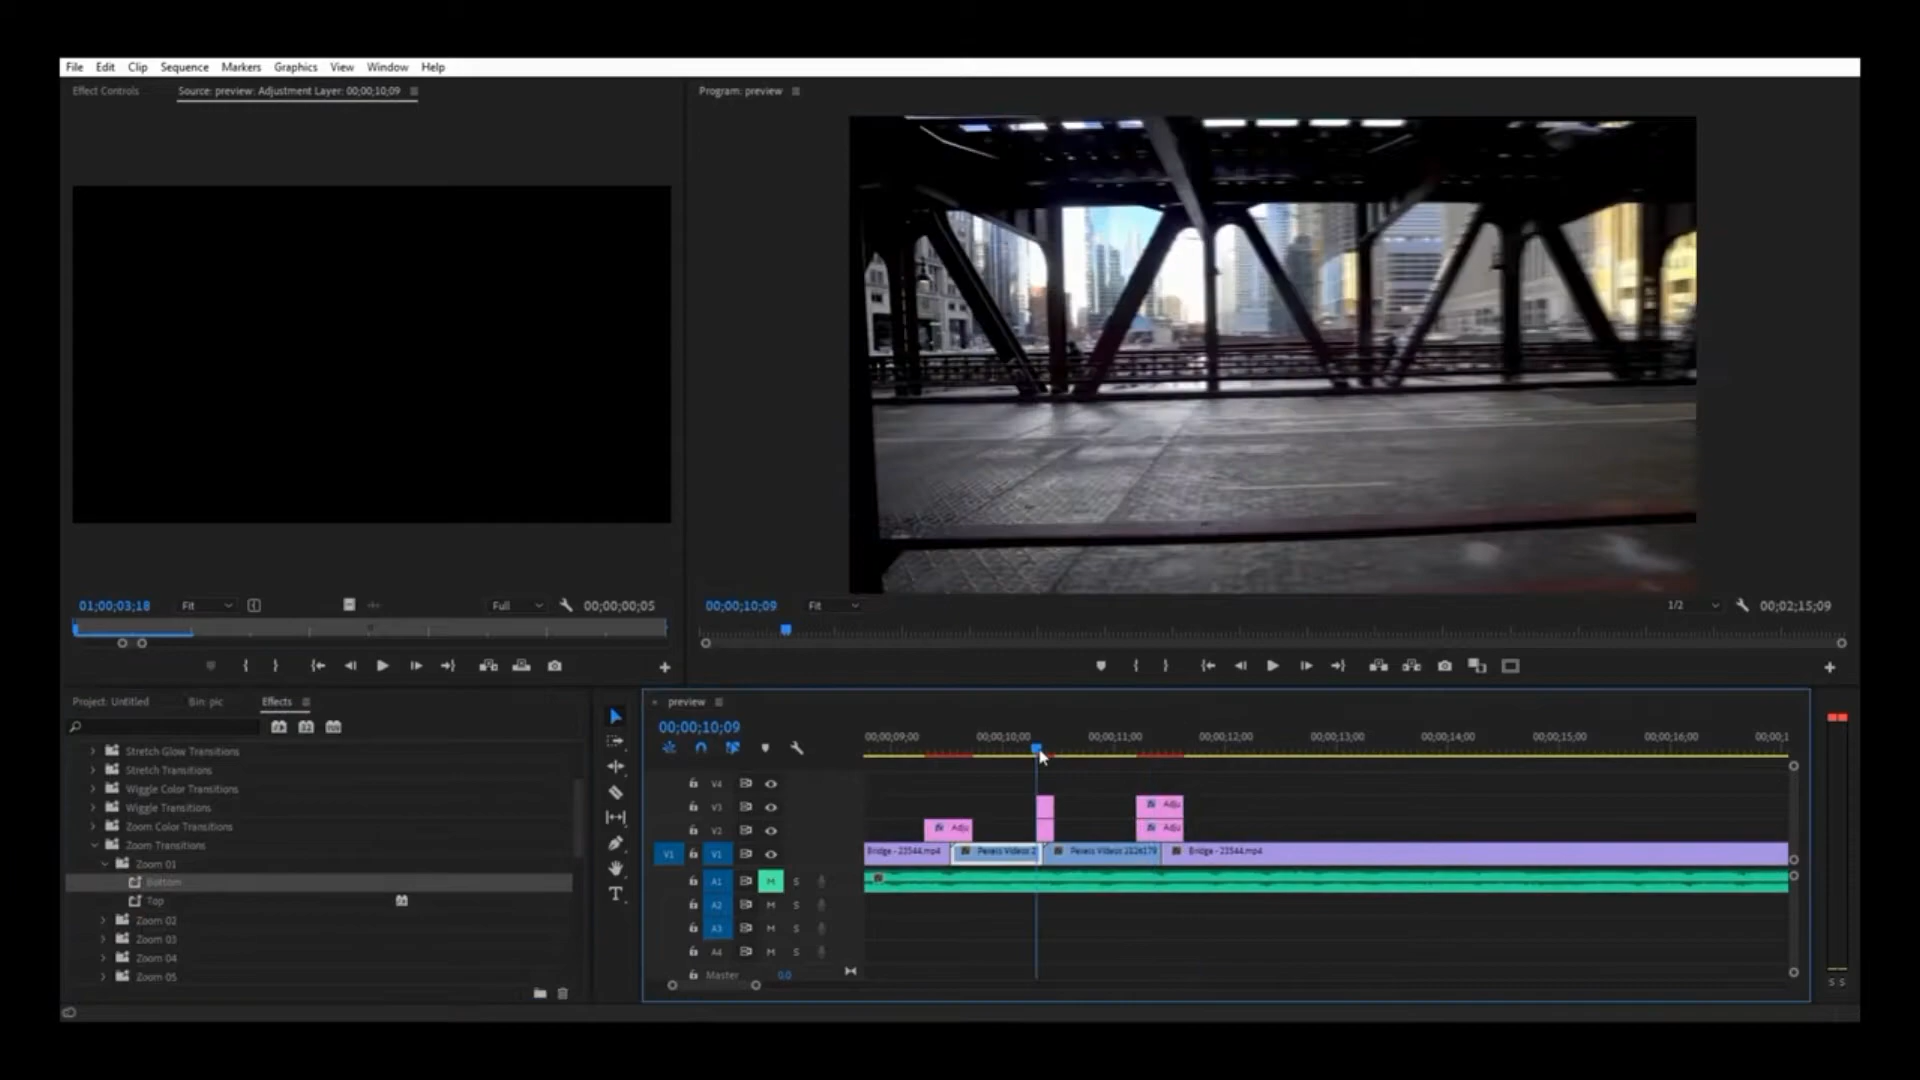 File Edit Clip Sequence Markers Graphics View Window Help
Effect Controls
Source: preview: Adjustment Layer: 00;00;10;09
Program: preview
01;00;03;18
Fit
Full
00;00;00;05
00;00;10;09
Fit
1/2
00;02;15;09
Project: Untitled
Bin: pic
Effects
Stretch Glow Transitions
Stretch Transitions
Wiggle Color Transitions
Wiggle Transitions
Zoom Color Transitions
Zoom Transitions
Zoom 01
Bottom
Top
Zoom 02
Zoom 03
Zoom 04
Zoom 05
preview
00;00;10;09
00;00;09;00 00;00;10;00 00;00;11;00 00;00;12;00 00;00;13;00 00;00;14;00 00;00;15;00 00;00;16;00 00;00;1
V4
V3
fx Adju
V2
fx Adju
fx Adju
V1 V1
Bridge - 23544.mp4
Pexels Videos 2
Pexels Videos
Bridge - 23544.mp4
A1 M S
A2 M S
A3 M S
A4 M S
Master 0.0
S S